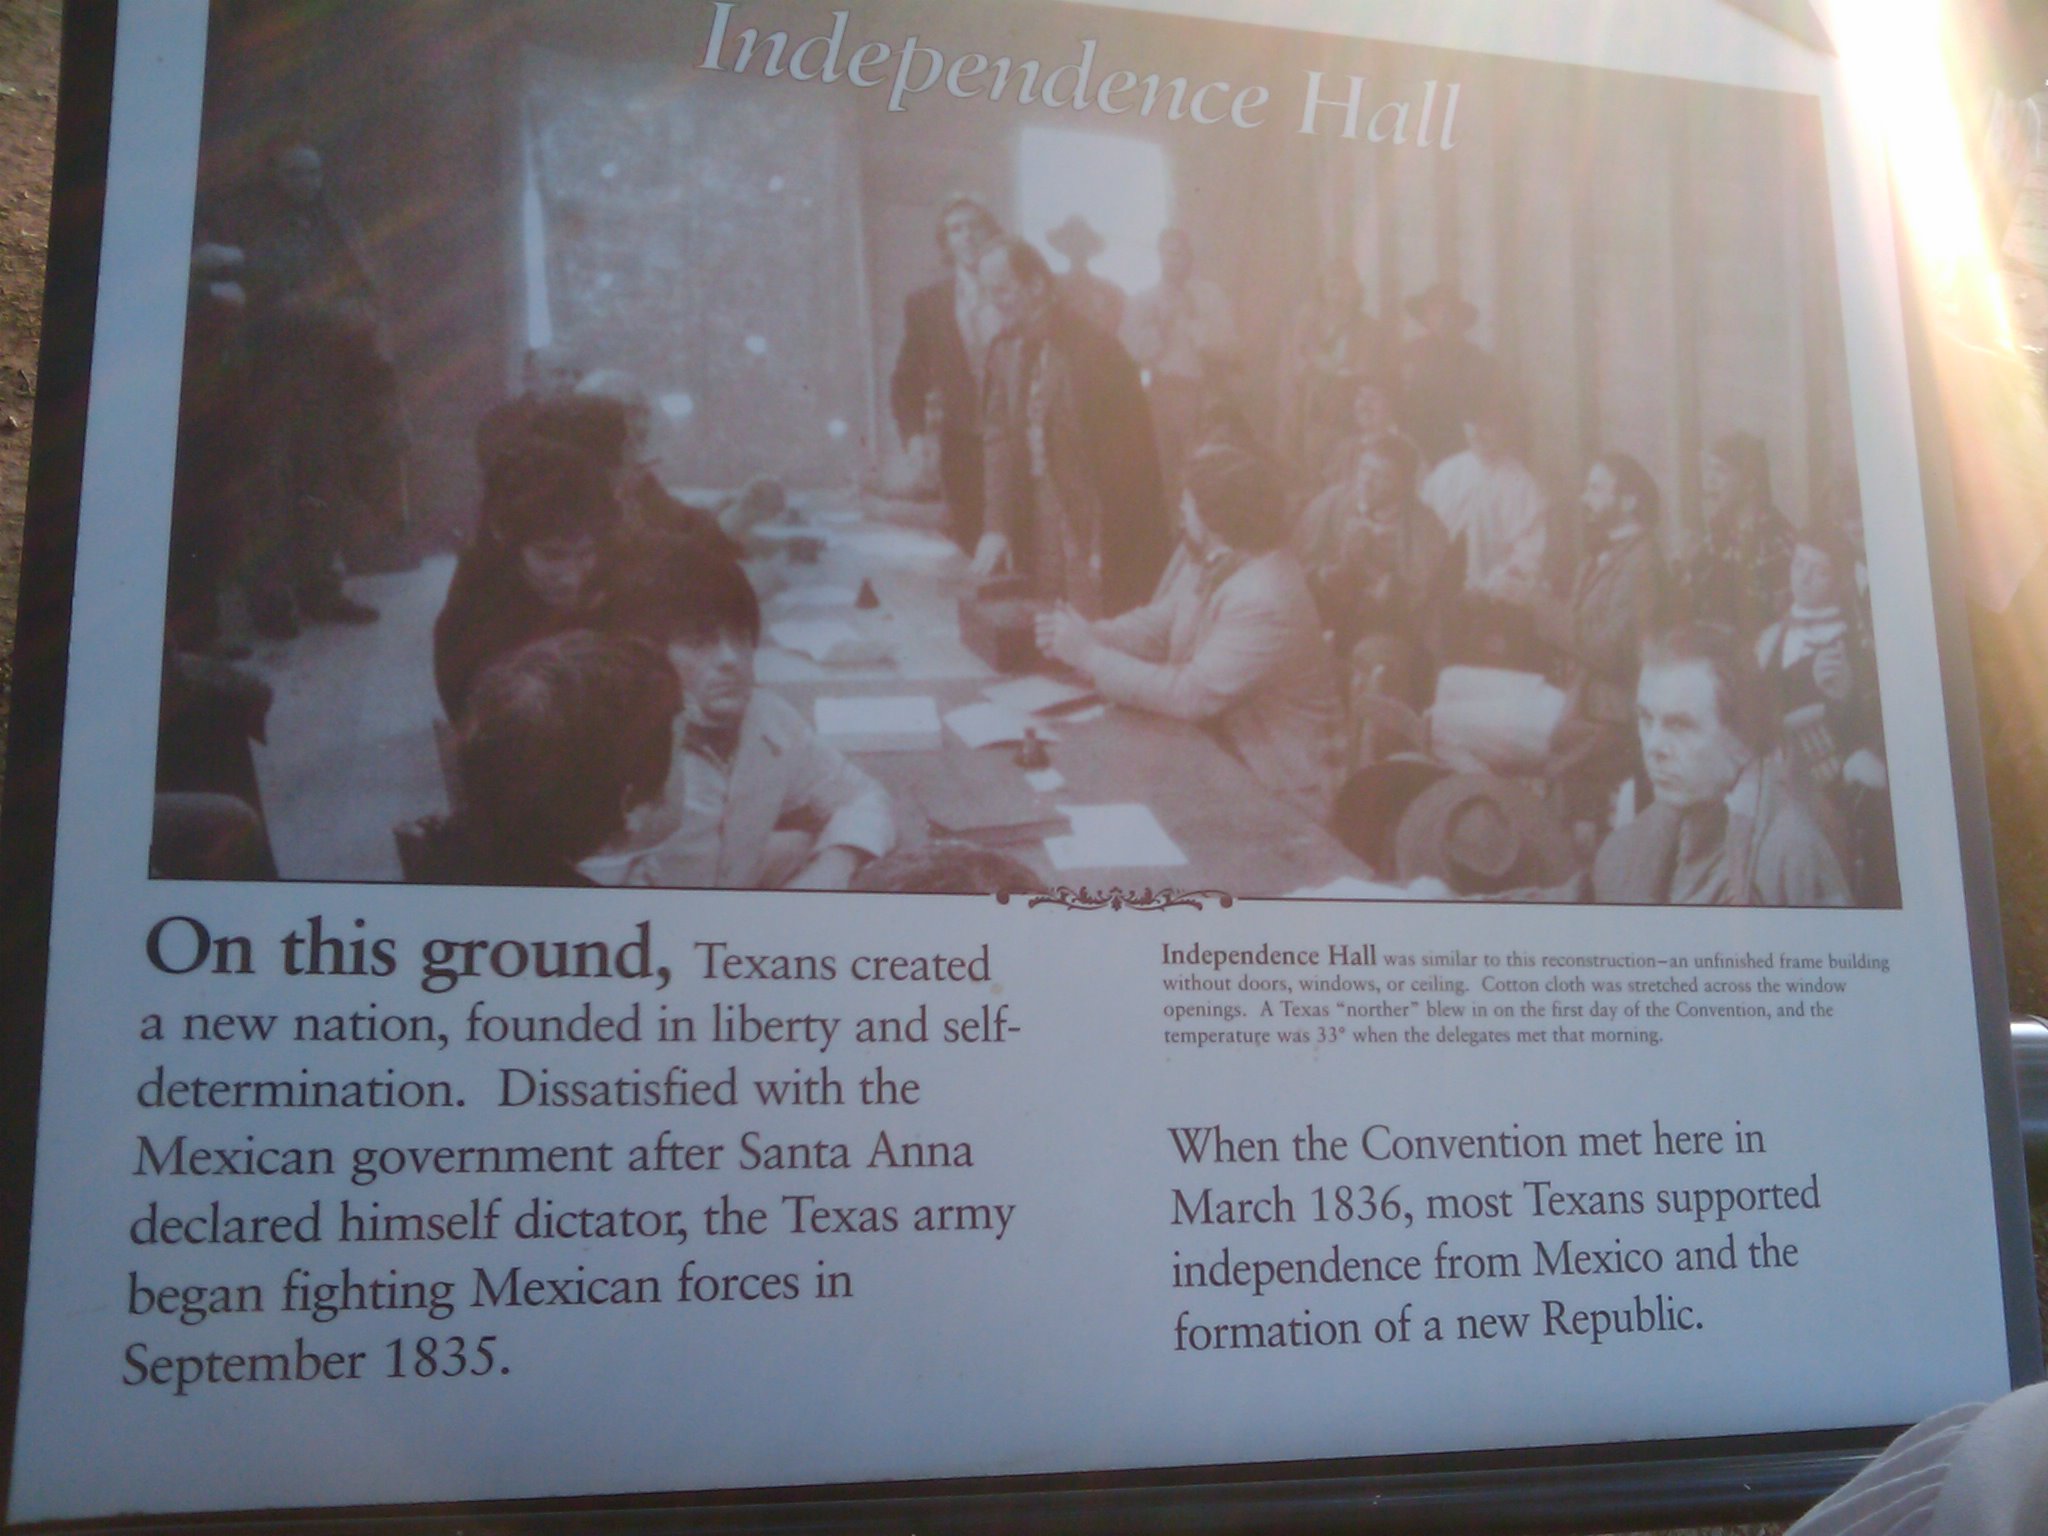 Independence Hall
On this ground, Texans created
a new nation, founded in liberty and self-
determination. Dissatisfied with the
Mexican government after Santa Anna
declared himself dictator, the Texas army
began fighting Mexican forces in
September 1835.
Independence Hall was similar to this reconstruction–an unfinished frame building
without doors, windows, or ceiling. Cotton cloth was stretched across the window
openings. A Texas “norther” blew in on the first day of the Convention, and the
temperature was 33° when the delegates met that morning.
When the Convention met here in
March 1836, most Texans supported
independence from Mexico and the
formation of a new Republic.